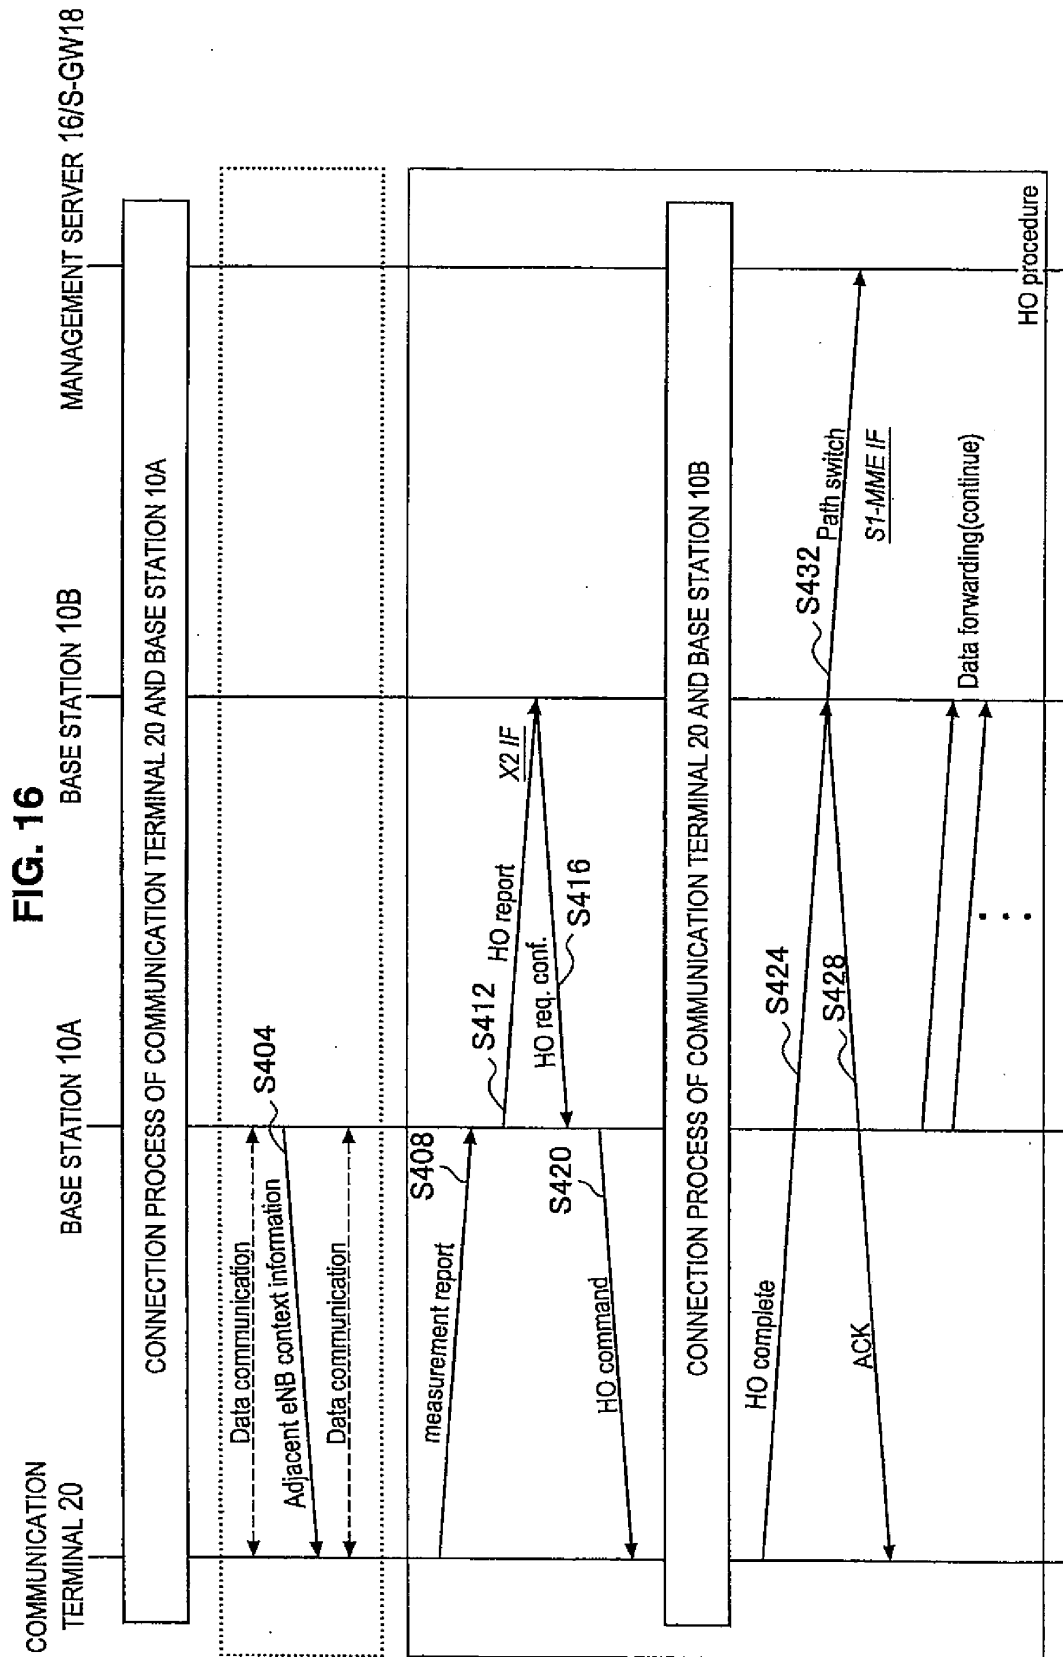 FIG. 16
COMMUNICATION
TERMINAL 20
BASE STATION 10A
BASE STATION 10B
MANAGEMENT SERVER 16/S-GW18
CONNECTION PROCESS OF COMMUNICATION TERMINAL 20 AND BASE STATION 10A
Data communication
S404
Adjacent eNB context information
Data communication
S408
measurement report
S412
HO report
X2 IF
HO req. conf.
S416
S420
HO command
CONNECTION PROCESS OF COMMUNICATION TERMINAL 20 AND BASE STATION 10B
HO complete
S424
S428
ACK
S432
Path switch
S1-MME IF
Data forwarding(continue)
HO procedure